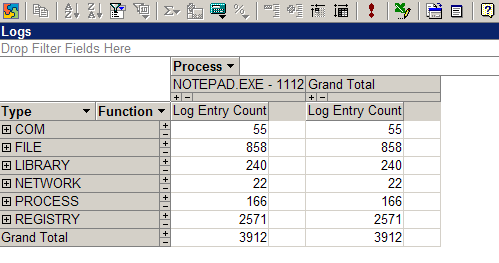 Logs
Drop Filter Fields Here
Process
NOTEPAD.EXE - 1112 Grand Total
Type Function Log Entry Count Log Entry Count
COM 55 55
FILE 858 858
LIBRARY 240 240
NETWORK 22 22
PROCESS 166 166
REGISTRY 2571 2571
Grand Total 3912 3912